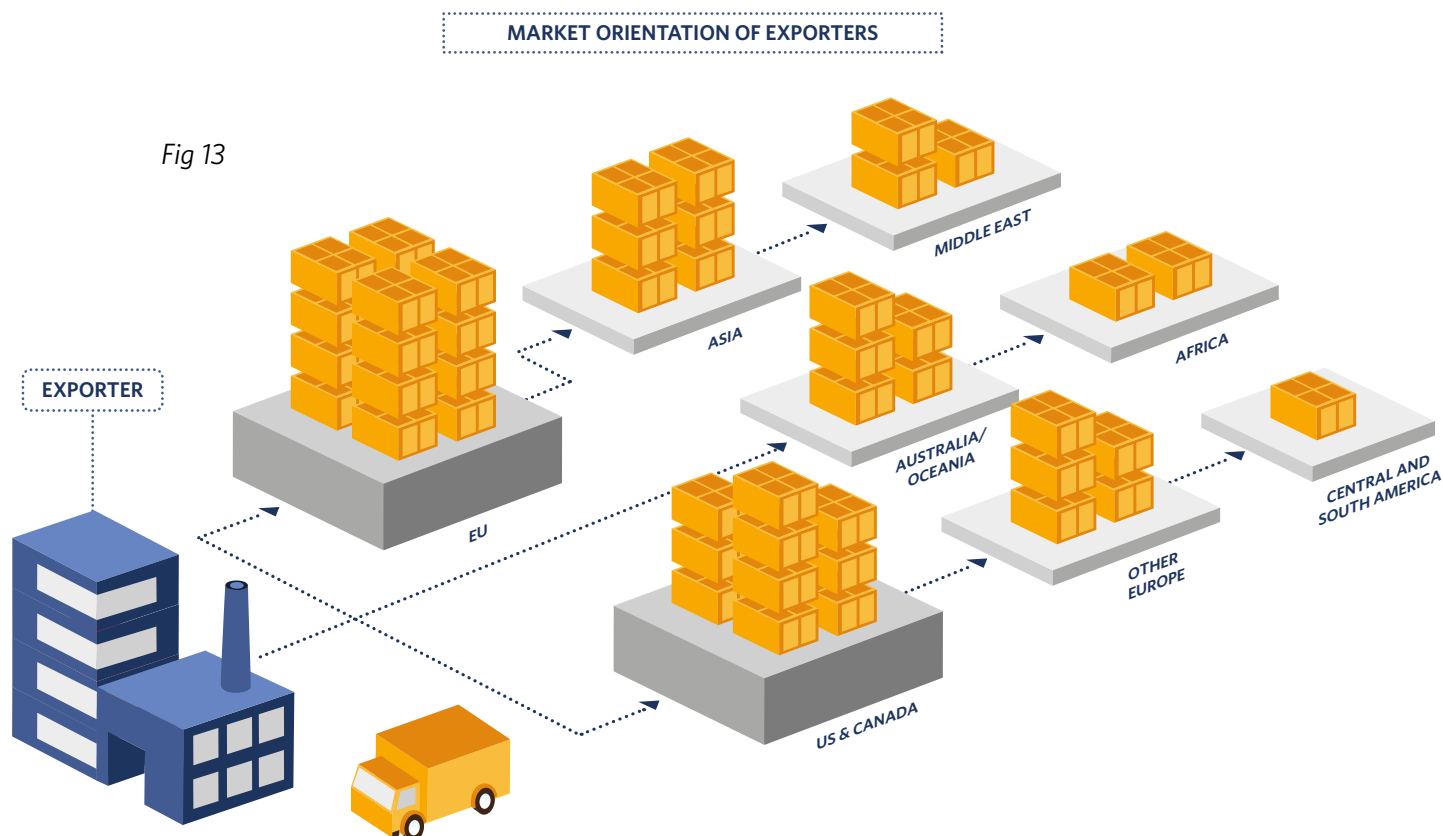 MARKET ORIENTATION OF EXPORTERS
Fig 13
MIDDLE EAST
ASIA
AFRICA
EXPORTER
AUSTRALIA/
OCEANIA
CENTRAL AND
SOUTH AMERICA
EU
OTHER
EUROPE
US & CANADA